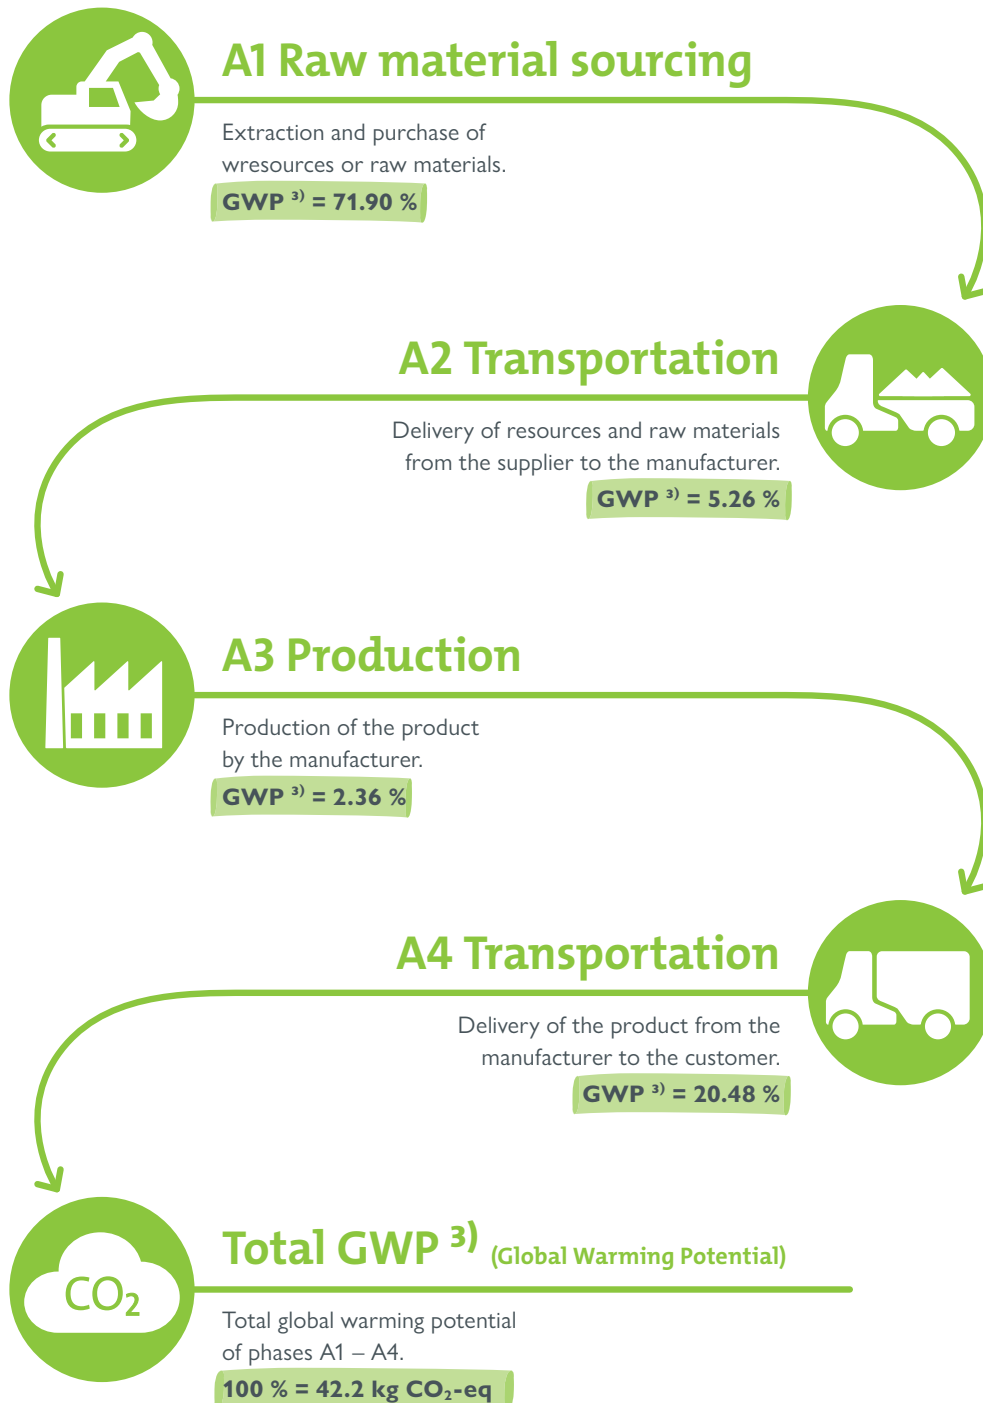 A1 Raw material sourcing
Extraction and purchase of
wresources or raw materials.
GWP ³⁾ = 71.90 %
A2 Transportation
Delivery of resources and raw materials
from the supplier to the manufacturer.
GWP ³⁾ = 5.26 %
A3 Production
Production of the product
by the manufacturer.
GWP ³⁾ = 2.36 %
A4 Transportation
Delivery of the product from the
manufacturer to the customer.
GWP ³⁾ = 20.48 %
CO₂
Total GWP ³⁾ (Global Warming Potential)
Total global warming potential
of phases A1 – A4.
100 % = 42.2 kg CO₂-eq